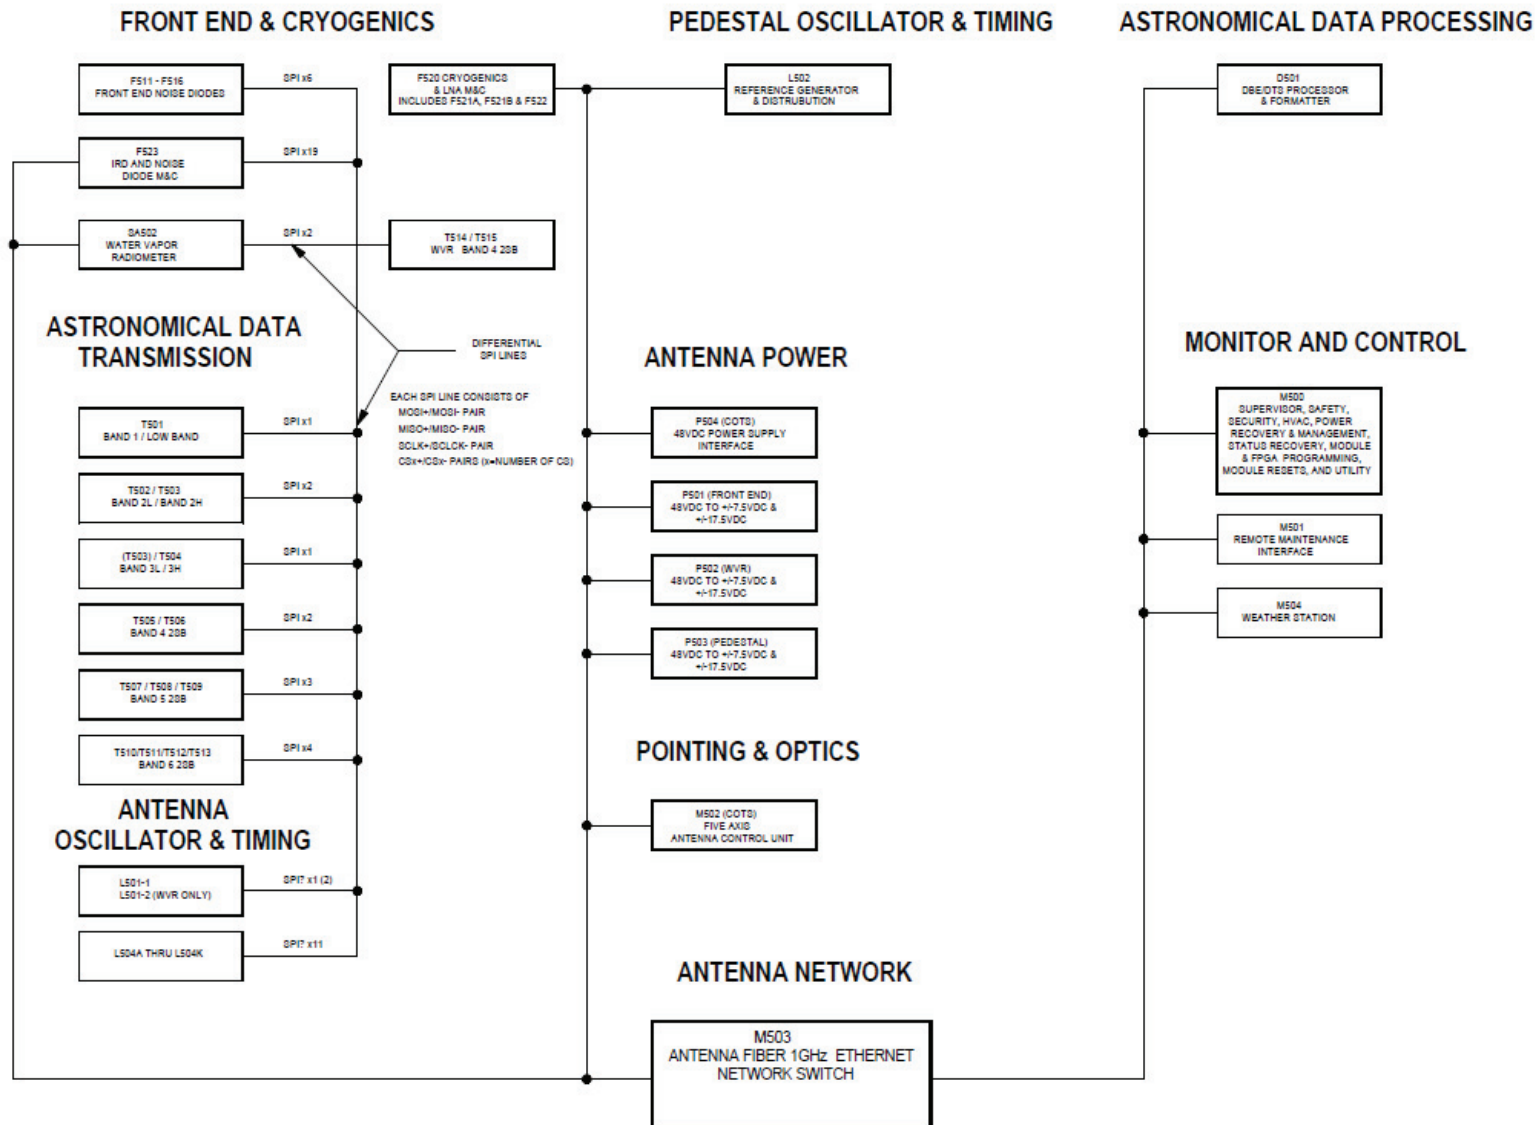 FRONT END & CRYOGENICS
PEDESTAL OSCILLATOR & TIMING
ASTRONOMICAL DATA PROCESSING
F511 - F516
FRONT END NOISE DIODES
SPI x6
F520 CRYOGENICS
& LNA M&C
INCLUDES F521A, F521B & F522
L502
REFERENCE GENERATOR
& DISTRUBUTION
D501
DBE/DTS PROCESSOR
& FORMATTER
F523
IRD AND NOISE
DIODE M&C
SPI x19
SA502
WATER VAPOR
RADIOMETER
SPI x2
T514 / T515
WVR BAND 4 2SB
ASTRONOMICAL DATA
TRANSMISSION
DIFFERENTIAL
SPI LINES
EACH SPI LINE CONSISTS OF
MOSI+/MOSI- PAIR
MISO+/MISO- PAIR
SCLK+/SCLCK- PAIR
CSx+/CSx- PAIRS (x=NUMBER OF CS)
T501
BAND 1 / LOW BAND
SPI x1
T502 / T503
BAND 2L / BAND 2H
SPI x2
(T503) / T504
BAND 3L / 3H
SPI x1
T505 / T506
BAND 4 2SB
SPI x2
T507 / T508 / T509
BAND 5 2SB
SPI x3
T510/T511/T512/T513
BAND 6 2SB
SPI x4
ANTENNA
OSCILLATOR & TIMING
L501-1
L501-2 (WVR ONLY)
SPI? x1 (2)
L504A THRU L504K
SPI? x11
ANTENNA POWER
P504 (COTS)
48VDC POWER SUPPLY
INTERFACE
P501 (FRONT END)
48VDC TO +/-7.5VDC &
+/-17.5VDC
P502 (WVR)
48VDC TO +/-7.5VDC &
+/-17.5VDC
P503 (PEDESTAL)
48VDC TO +/-7.5VDC &
+/-17.5VDC
POINTING & OPTICS
M502 (COTS)
FIVE AXIS
ANTENNA CONTROL UNIT
ANTENNA NETWORK
M503
ANTENNA FIBER 1GHz ETHERNET
NETWORK SWITCH
MONITOR AND CONTROL
M500
SUPERVISOR, SAFETY,
SECURITY, HVAC, POWER
RECOVERY & MANAGEMENT,
STATUS RECOVERY, MODULE
& FPGA PROGRAMMING,
MODULE RESETS, AND UTILITY
M501
REMOTE MAINTENANCE
INTERFACE
M504
WEATHER STATION